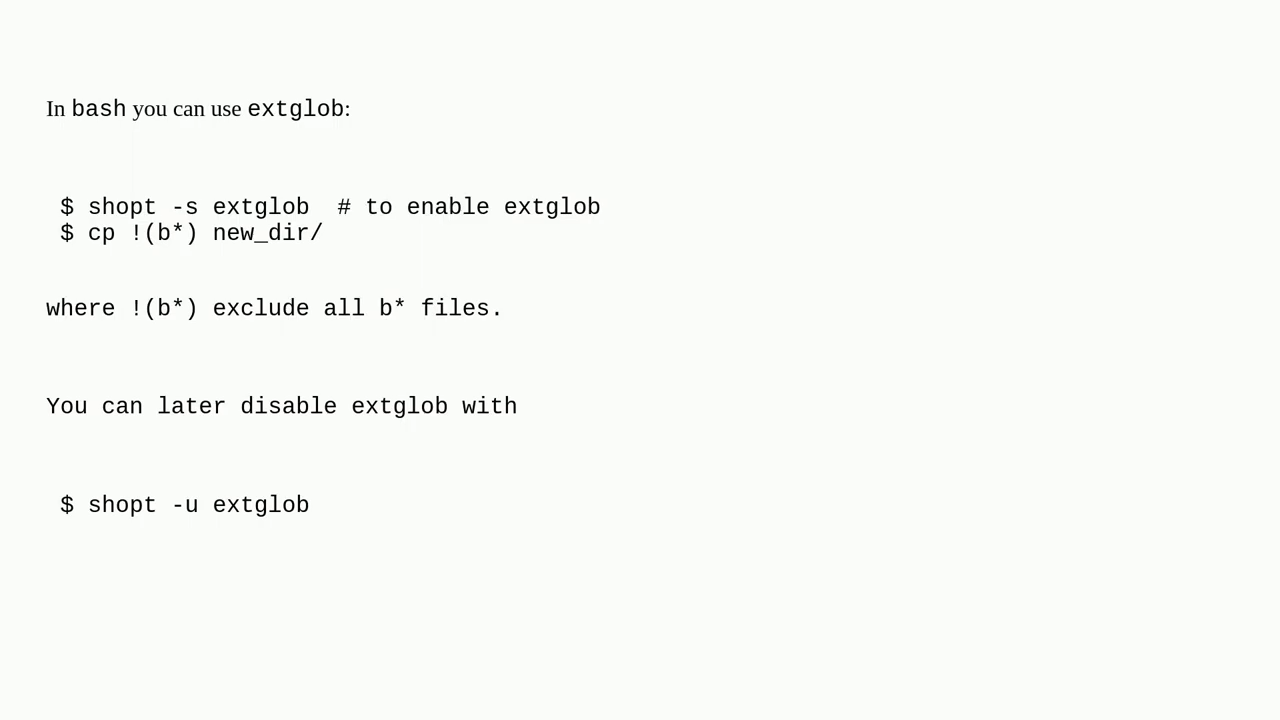 In bash you can use extglob:
$ shopt -s extglob  # to enable extglob
$ cp !(b*) new_dir/
where !(b*) exclude all b* files.
You can later disable extglob with
$ shopt -u extglob